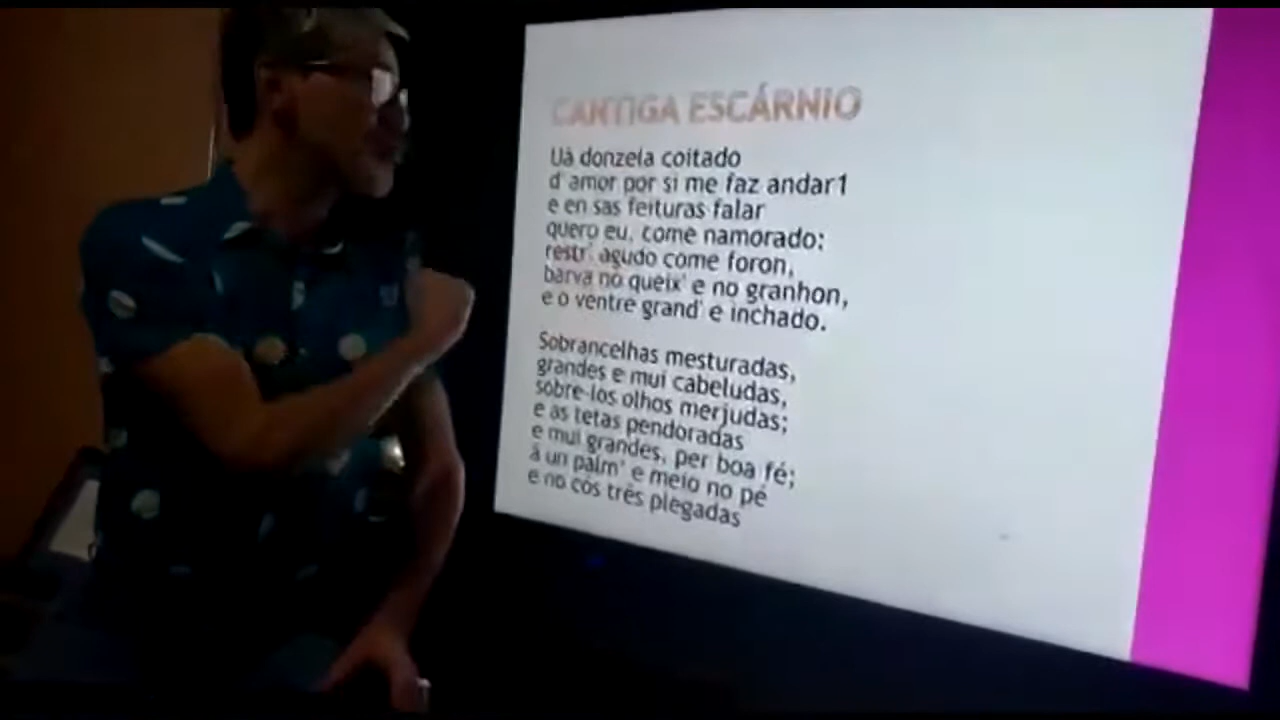 CANTIGA ESCÁRNIO
Uã donzela coitado
d'amor por si me faz andar1
e en sas feituras falar
quero eu, come namorado:
restr' agudo come foron,
barva no queix' e no granhon,
e o ventre grand' e inchado.
Sobrancelhas mesturadas,
grandes e mui cabeludas,
sobre-los olhos merjudas;
e as tetas pendoradas
e mui grandes, per boa fé;
á un palm' e meio no pé
e no cós três plegadas